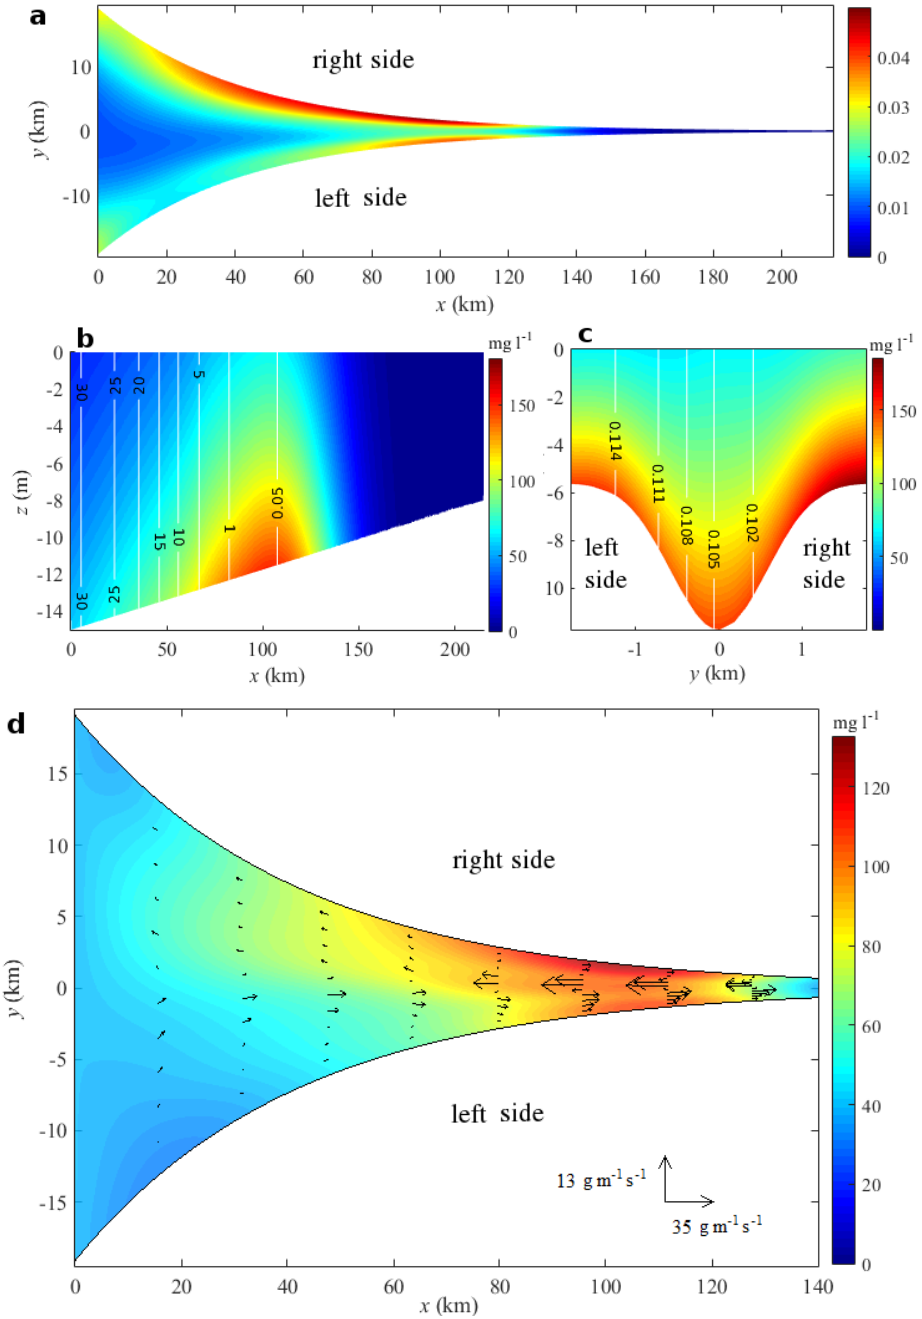 a
right side
left side
y (km)
10
0
-10
0 20 40 60 80 100 120 140 160 180 200
x (km)
0.04
0.03
0.02
0.01
0
b
mg l-1
0
-2
-4
-6
-8
-10
-12
-14
z (m)
30 25 20 5
15 10 1 0.05
30 25
0 50 100 150 200
x (km)
150
100
50
0
c
mg l-1
0
-2
-4
-6
-8
10
0.114
0.111
0.108
0.105
0.102
left side
right side
-1 0 1
y (km)
150
100
50
d
mg l-1
15
10
5
0
-5
-10
-15
y (km)
right side
left side
13 g m-1 s-1
35 g m-1 s-1
0 20 40 60 80 100 120 140
x (km)
120
100
80
60
40
20
0